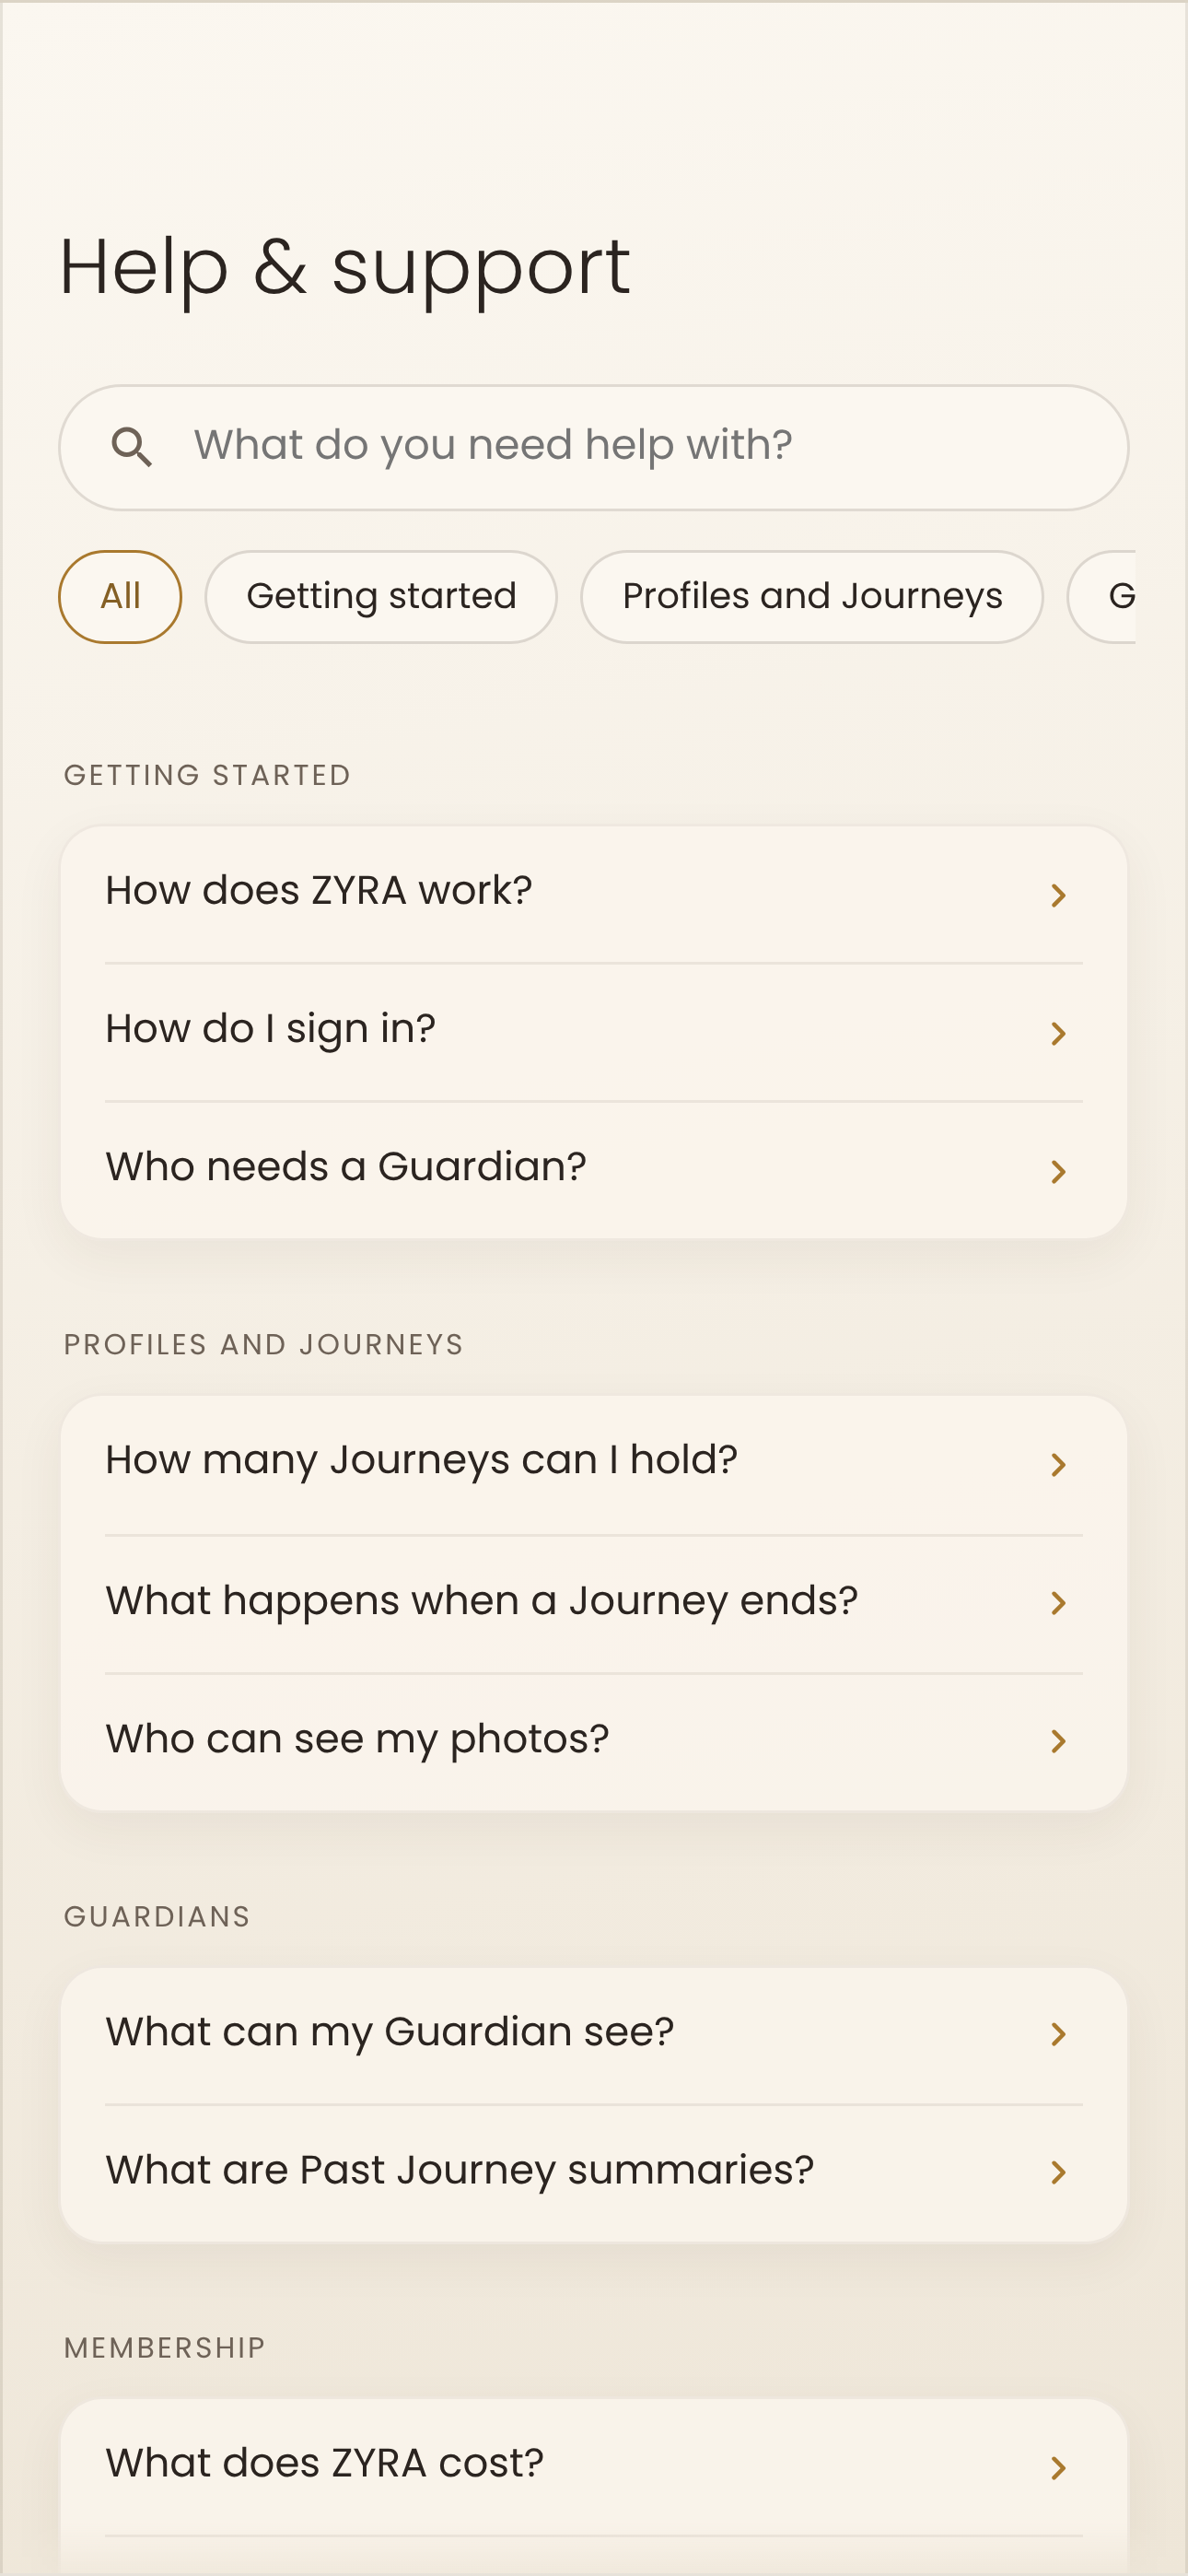 Help & support
What do you need help with?
All
Getting started
Profiles and Journeys
G
GETTING STARTED
How does ZYRA work?
How do I sign in?
Who needs a Guardian?
PROFILES AND JOURNEYS
How many Journeys can I hold?
What happens when a Journey ends?
Who can see my photos?
GUARDIANS
What can my Guardian see?
What are Past Journey summaries?
MEMBERSHIP
What does ZYRA cost?